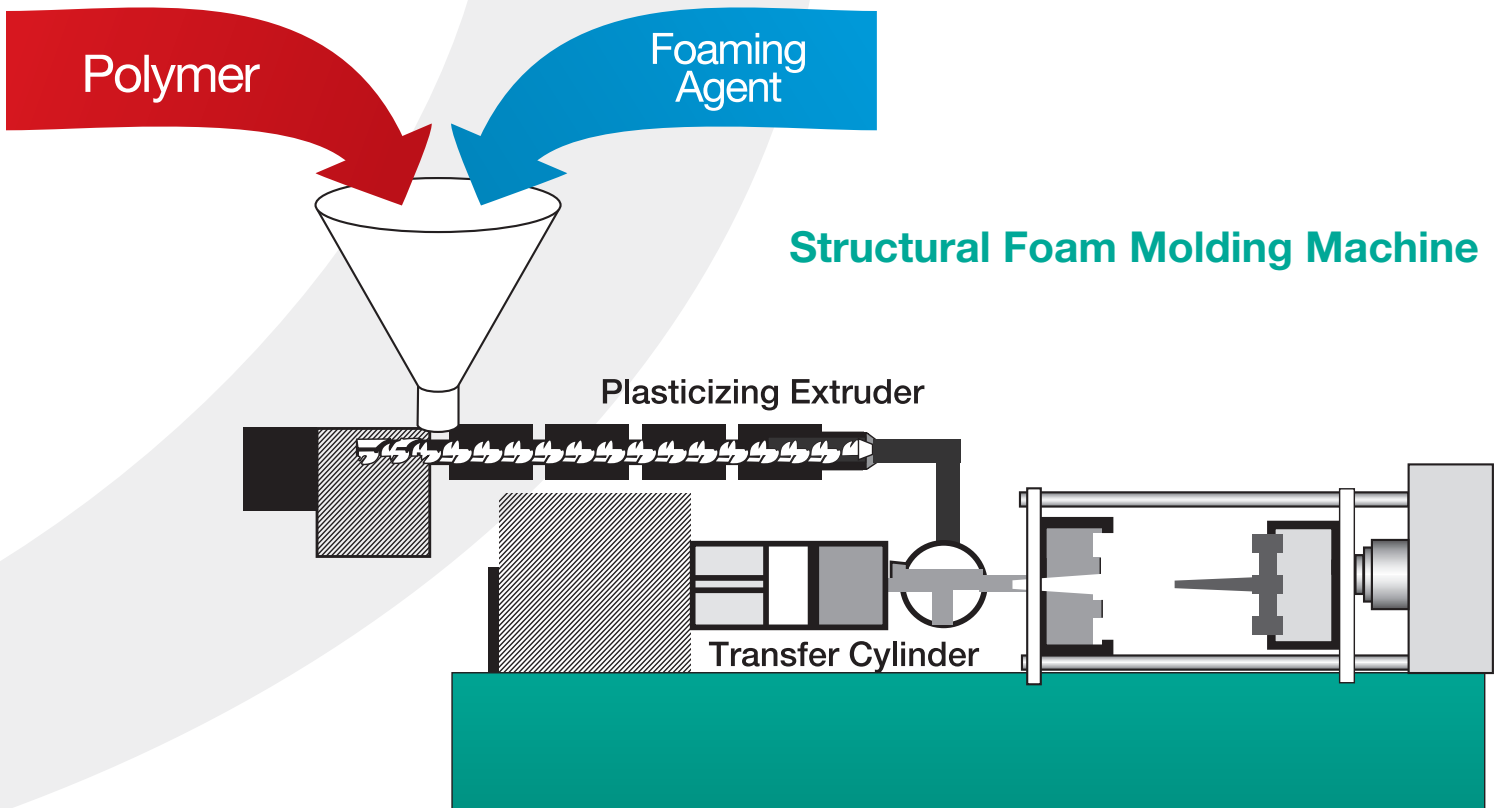 Polymer
Foaming
Agent
Structural Foam Molding Machine
Plasticizing Extruder
Transfer Cylinder